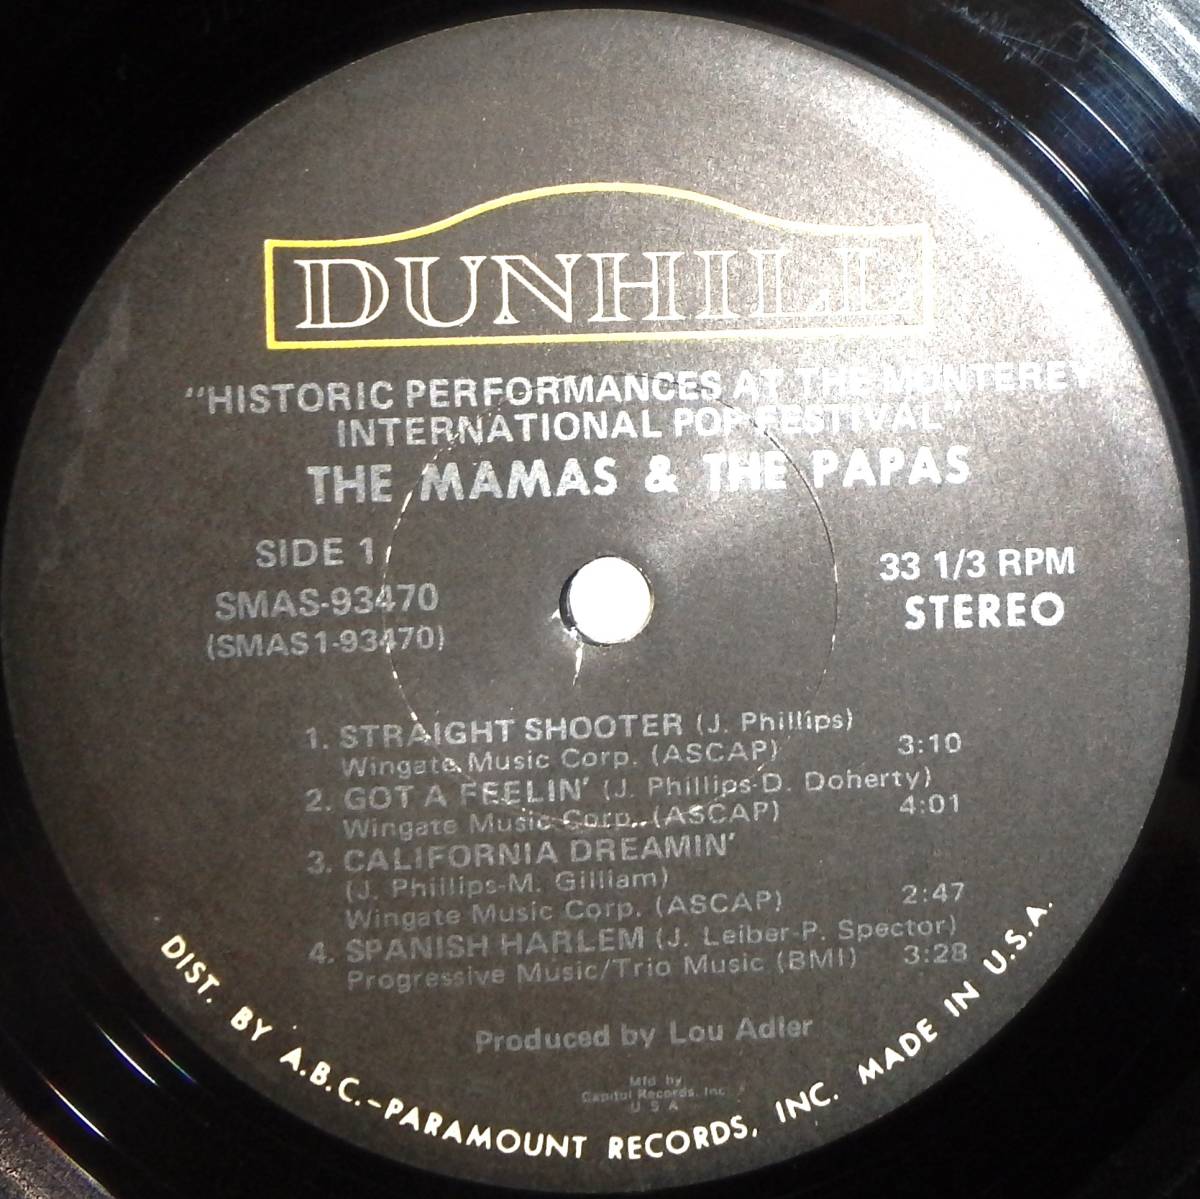 DUNHILL
"HISTORIC PERFORMANCES AT THE MONTEREY
INTERNATIONAL POP FESTIVAL"
THE MAMAS & THE PAPAS
SIDE 1
33 1/3 RPM
SMAS-93470
STEREO
(SMAS1-93470)
1. STRAIGHT SHOOTER (J. Phillips)
Wingate Music Corp. (ASCAP) 3:10
2. GOT A FEELIN' (J. Phillips-D. Doherty)
Wingate Music Corp. (ASCAP) 4:01
3. CALIFORNIA DREAMIN'
(J. Phillips-M. Gilliam)
Wingate Music Corp. (ASCAP) 2:47
4. SPANISH HARLEM (J. Leiber-P. Spector)
Progressive Music/Trio Music (BMI) 3:28
Produced by Lou Adler
Mfd by
Capitol Records, Inc
U S A
DIST. BY A.B.C.-PARAMOUNT RECORDS, INC. MADE IN U.S.A.